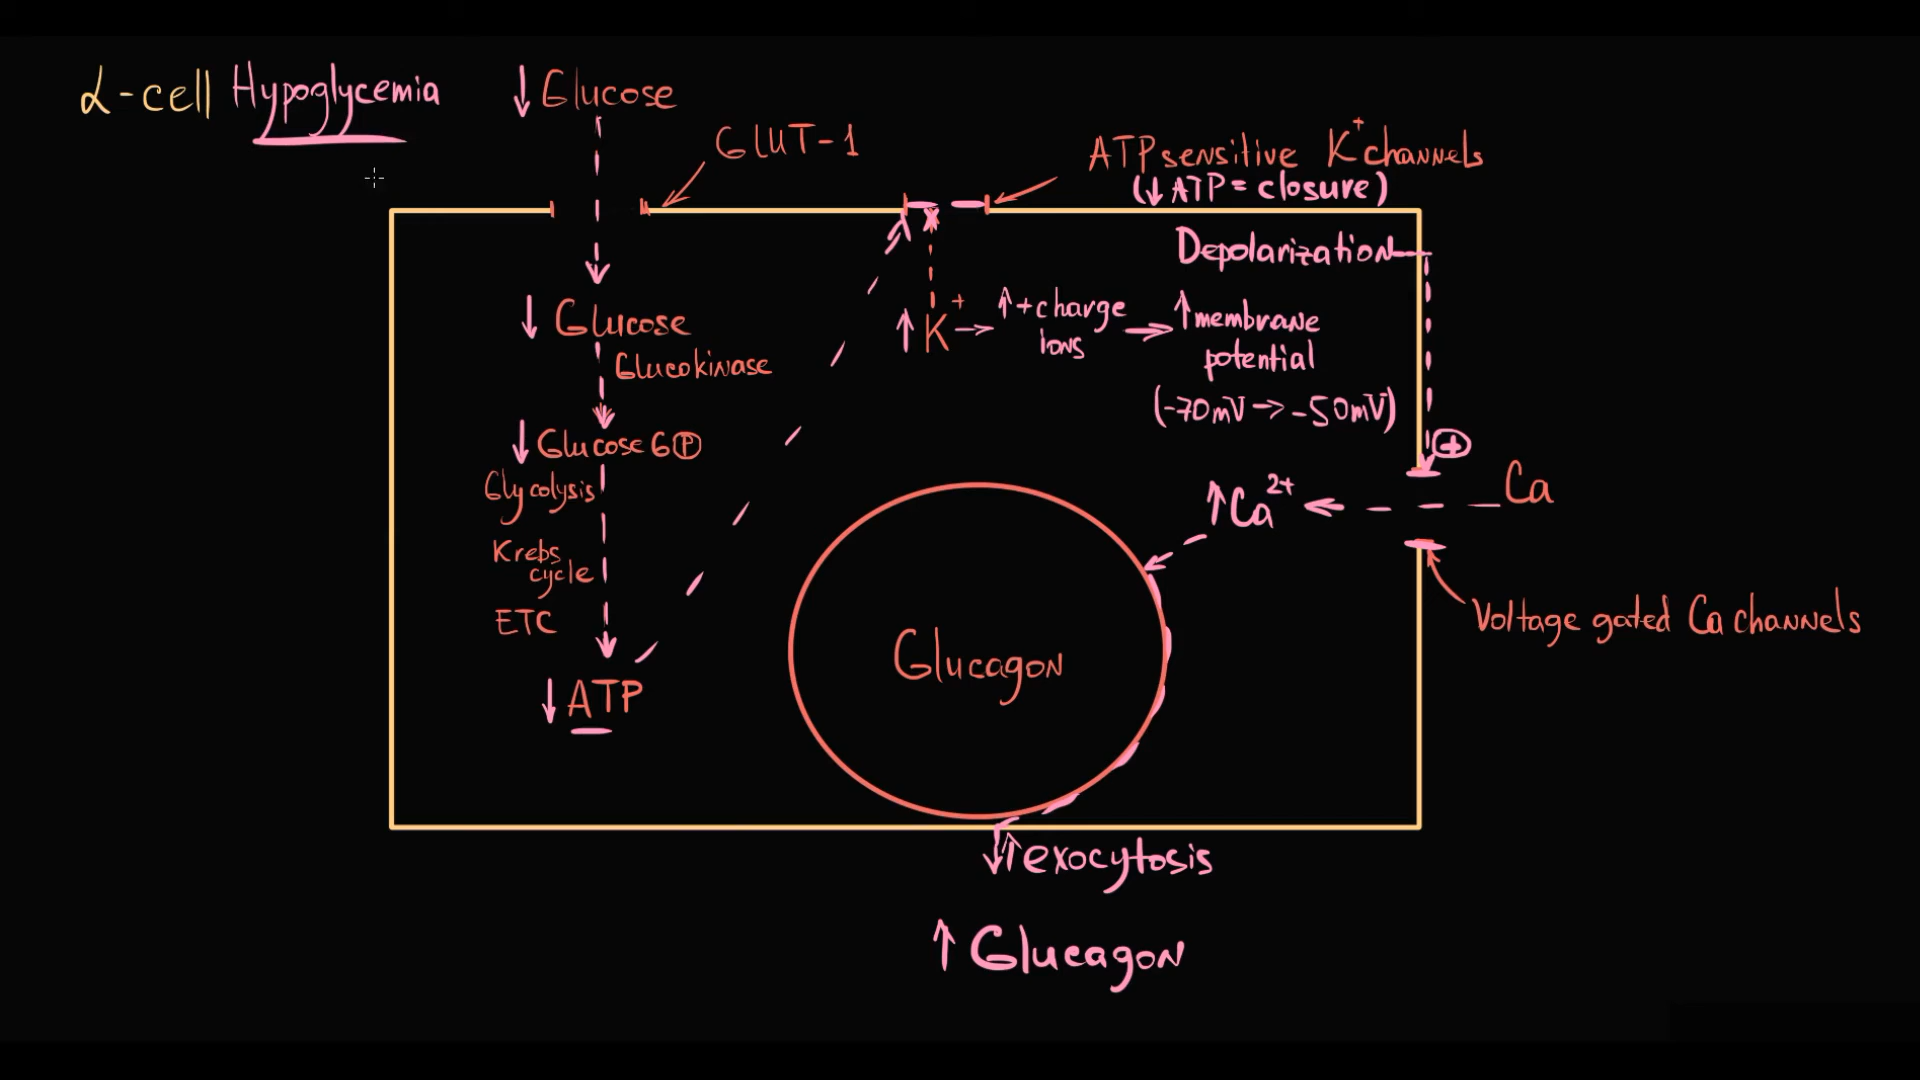 α-cell Hypoglycemia
↓ Glucose
GLUT-1
ATP sensitive K⁺ channels
(↓ ATP = closure)
Depolarization
↓ Glucose
Glucokinase
↑ K⁺ → ↑ + charge
ions
→ ↑ membrane
potential
(-70mV → -50mV)
↓ Glucose 6 Ⓟ
Glycolysis
Krebs
cycle
ETC
↓ ATP
⊕
↑ Ca²⁺
Ca
Voltage gated Ca channels
Glucagon
↓↑ exocytosis
↑ Glucagon